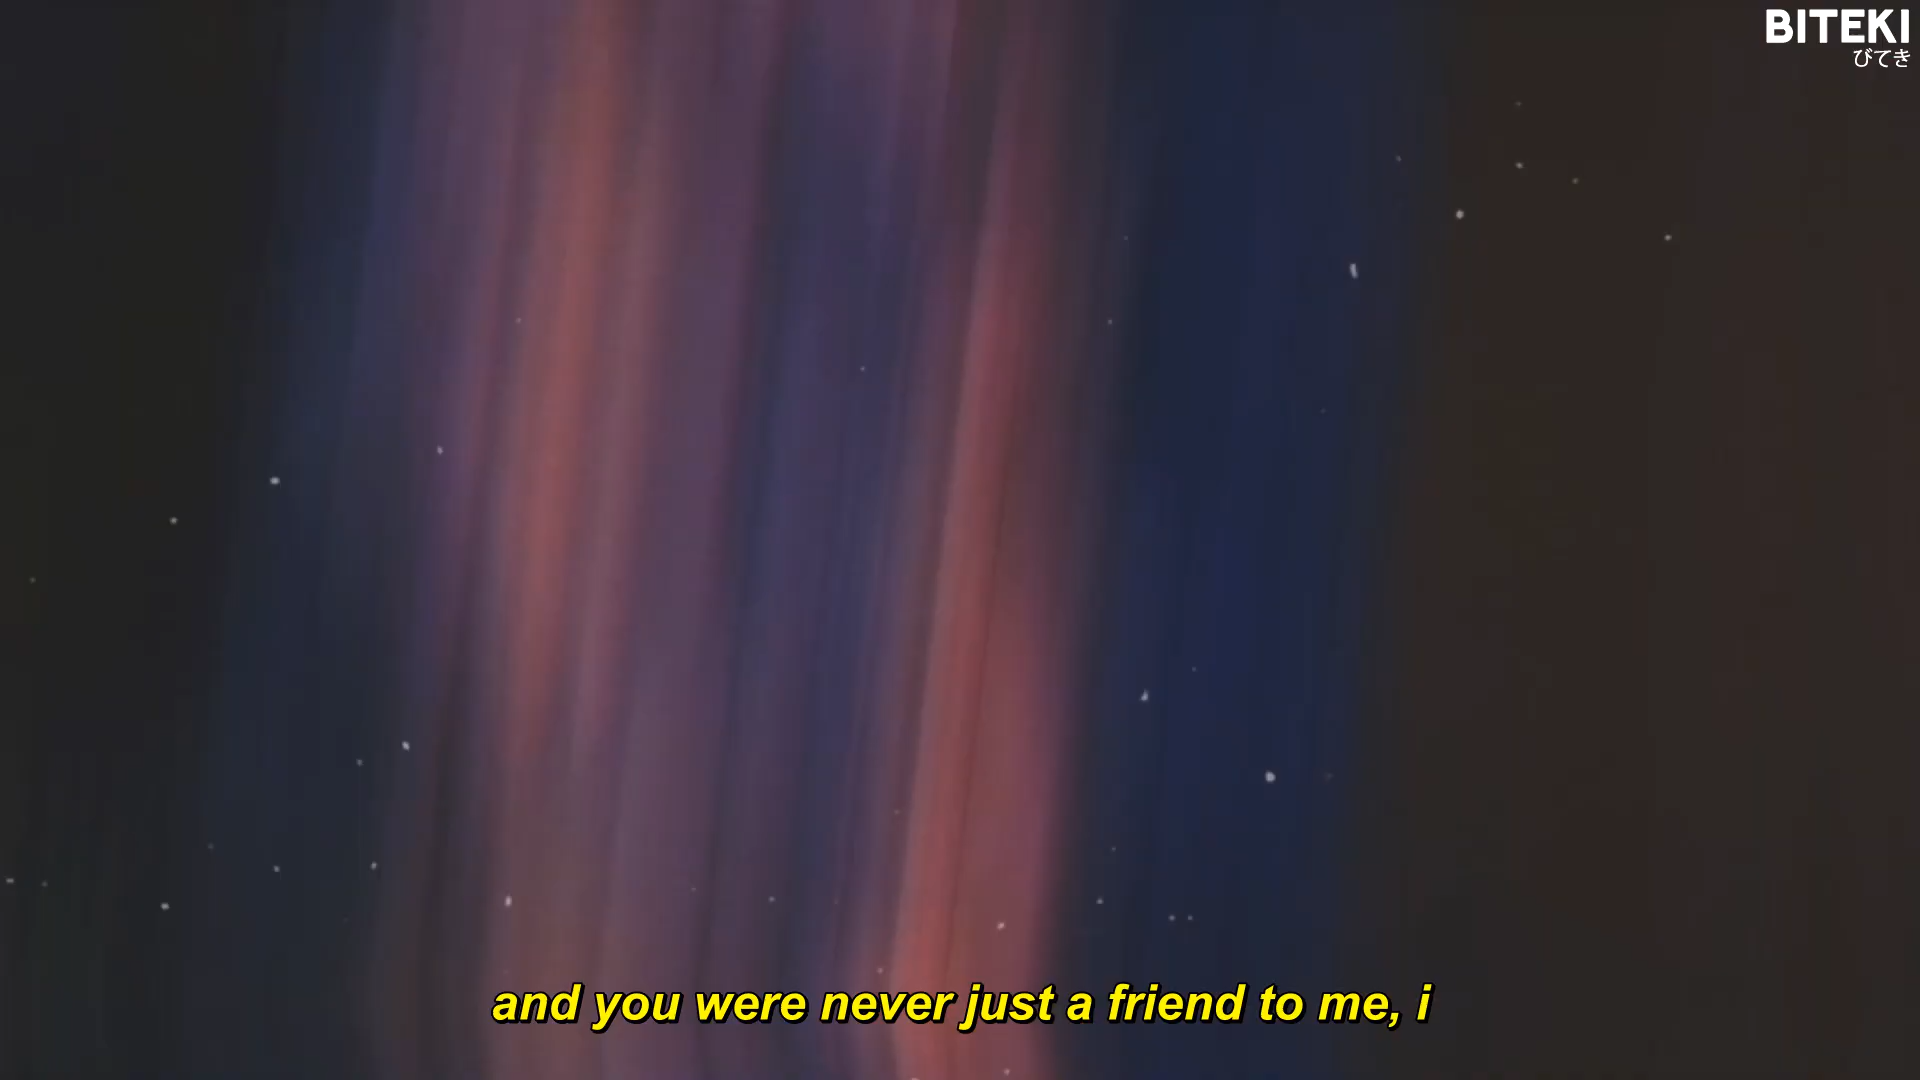 BITEKI
びてき
and you were never just a friend to me, i